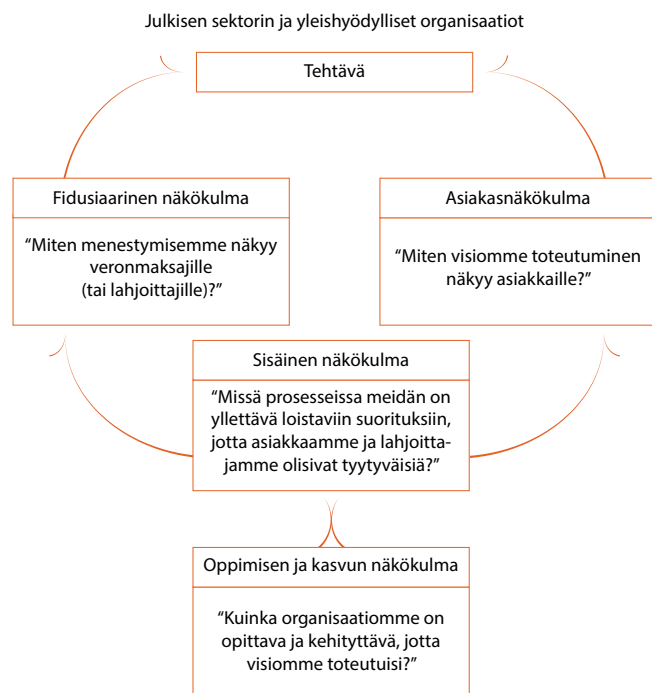 Julkisen sektorin ja yleishyödylliset organisaatiot
Tehtävä
Fidusiaarinen näkökulma
“Miten menestymisemme näkyy
veronmaksajille
(tai lahjoittajille)?”
Asiakasnäkökulma
“Miten visiomme toteutuminen
näkyy asiakkaille?”
Sisäinen näkökulma
“Missä prosesseissa meidän on
yllettävä loistaviin suorituksiin,
jotta asiakkaamme ja lahjoitta-
jamme olisivat tyytyväisiä?”
Oppimisen ja kasvun näkökulma
“Kuinka organisaatiomme on
opittava ja kehityttävä, jotta
visiomme toteutuisi?”